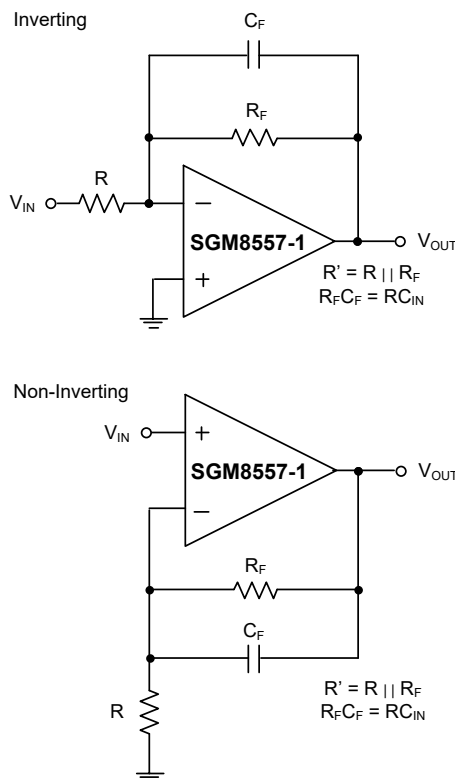 Inverting
C_F
R_F
R
V_IN
−
SGM8557-1
V_OUT
+
R' = R || R_F
R_FC_F = RC_IN
Non-Inverting
V_IN
+
SGM8557-1
V_OUT
−
R_F
C_F
R
R' = R || R_F
R_FC_F = RC_IN